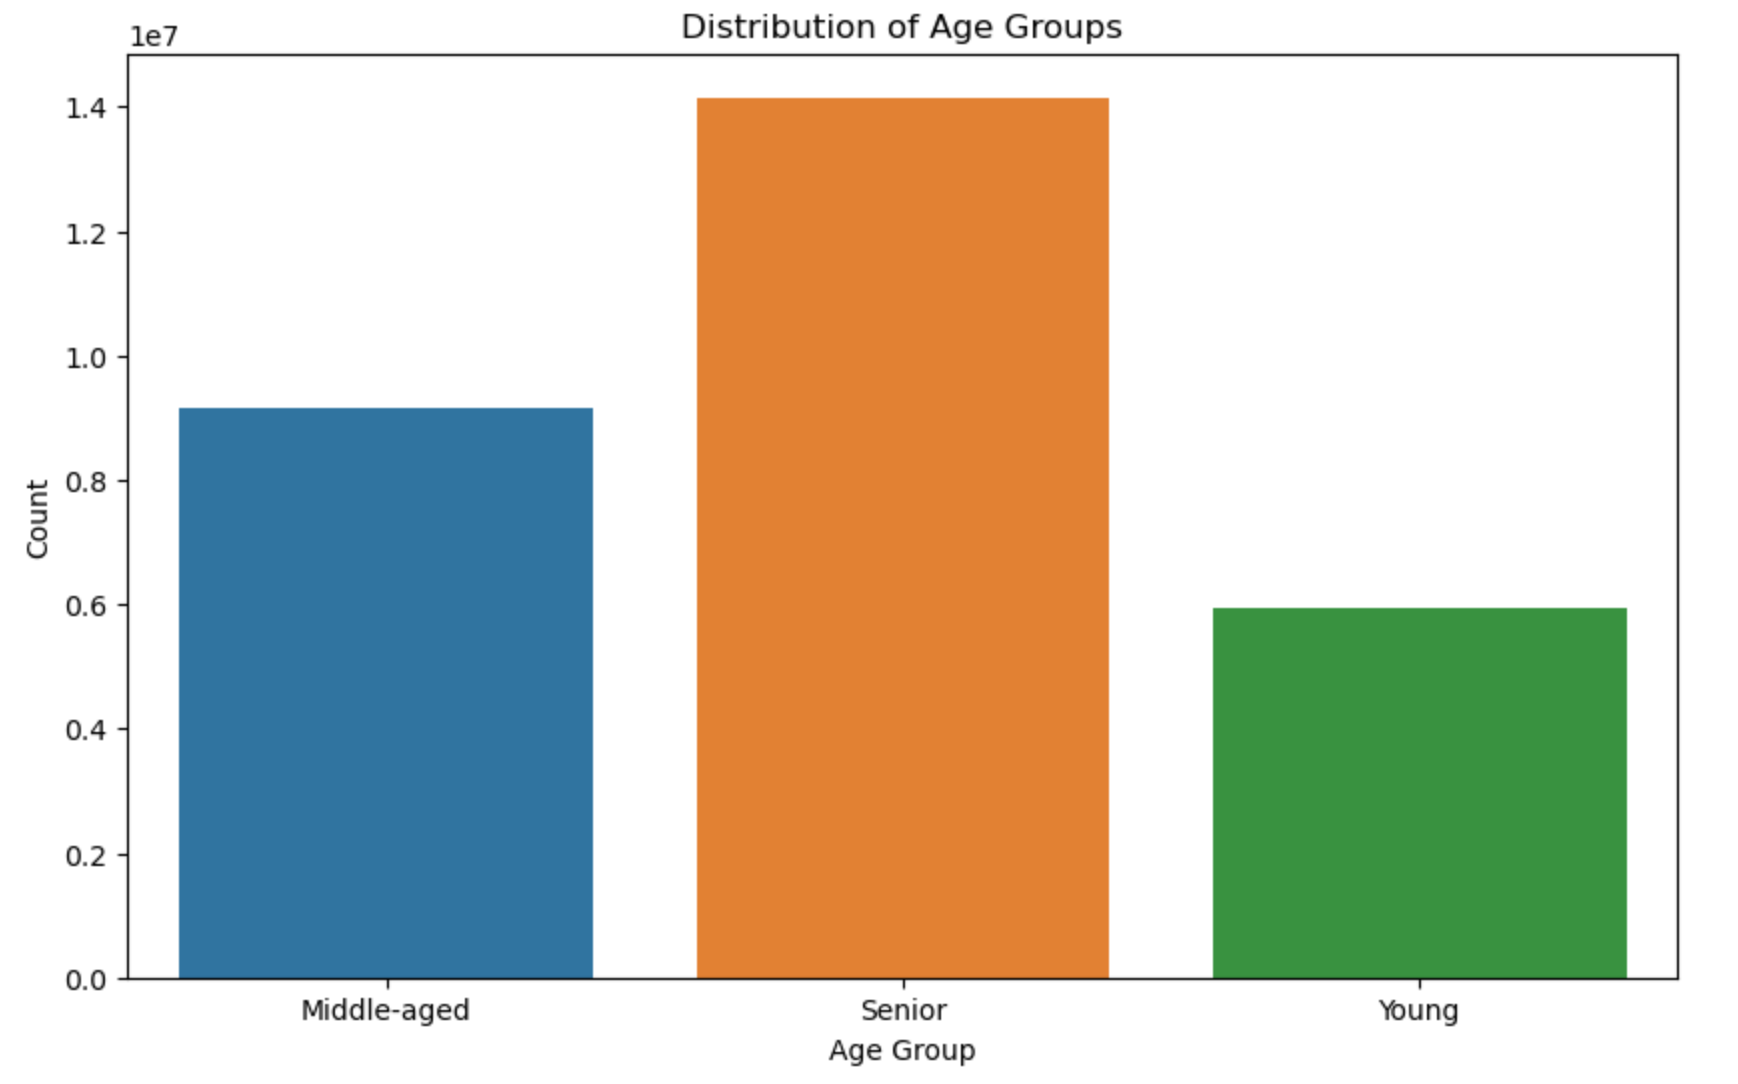 Distribution of Age Groups
1e7
1.4
1.2
1.0
0.8
0.6
0.4
0.2
0.0
Count
Middle-aged Senior Young
Age Group